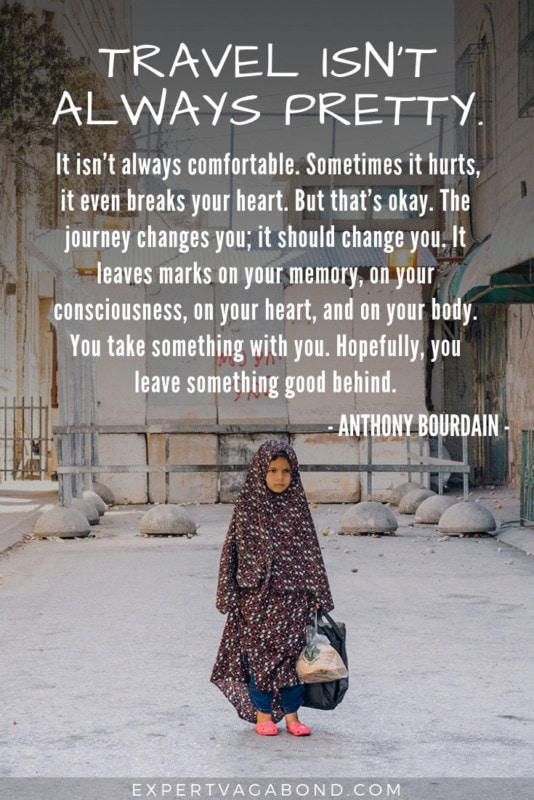 TRAVEL ISN'T
ALWAYS PRETTY.
It isn't always comfortable. Sometimes it hurts,
it even breaks your heart. But that's okay. The
journey changes you; it should change you. It
leaves marks on your memory, on your
consciousness, on your heart, and on your body.
You take something with you. Hopefully, you
leave something good behind.
- ANTHONY BOURDAIN -
EXPERTVAGABOND.COM